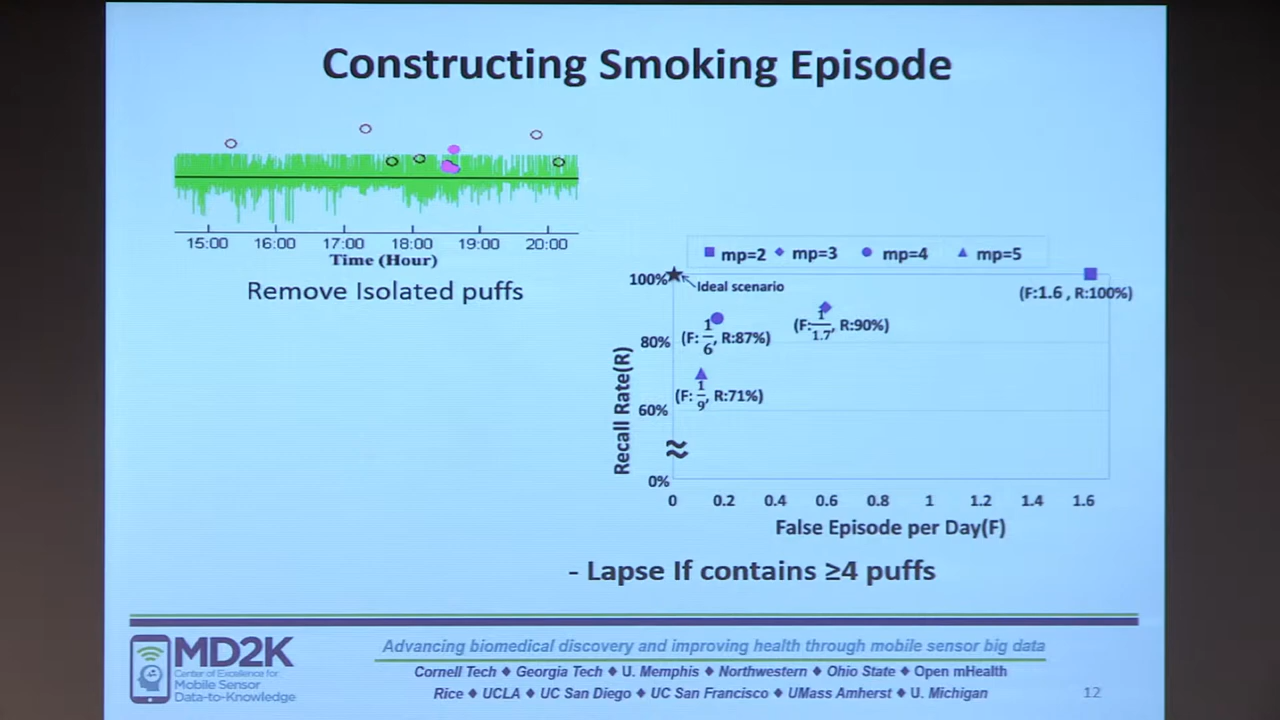 Constructing Smoking Episode
15:00 16:00 17:00 18:00 19:00 20:00
Time (Hour)
Remove Isolated puffs
mp=2 mp=3 mp=4 mp=5
100%
Ideal scenario
(F:1.6 , R:100%)
(F: 1/6, R:87%)
(F: 1/1.7, R:90%)
80%
(F: 1/9, R:71%)
60%
Recall Rate(R)
0%
0 0.2 0.4 0.6 0.8 1 1.2 1.4 1.6
False Episode per Day(F)
- Lapse If contains ≥4 puffs
MD2K
Center of Excellence for
Mobile Sensor
Data-to-Knowledge
Advancing biomedical discovery and improving health through mobile sensor big data
Cornell Tech ◆ Georgia Tech ◆ U. Memphis ◆ Northwestern ◆ Ohio State ◆ Open mHealth
Rice ◆ UCLA ◆ UC San Diego ◆ UC San Francisco ◆ UMass Amherst ◆ U. Michigan
12